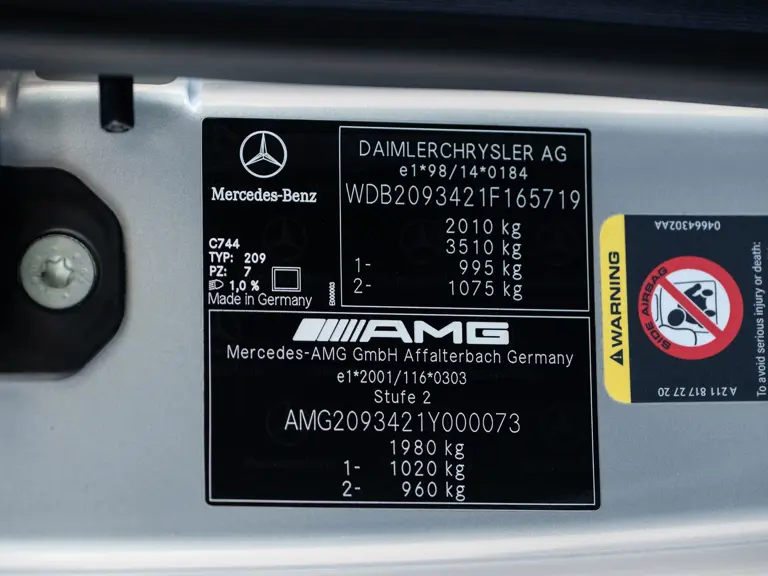 Mercedes-Benz
C744
TYP: 209
PZ: 7
1,0 %
Made in Germany
DAIMLERCHRYSLER AG
e1*98/14*0184
WDB2093421F165719
2010 kg
3510 kg
1- 995 kg
2- 1075 kg
AMG
Mercedes-AMG GmbH Affalterbach Germany
e1*2001/116*0303
Stufe 2
AMG2093421Y000073
1980 kg
1- 1020 kg
2- 960 kg
WARNING
SIDE AIRBAG
04664302AA
A 211 817 27 20
To avoid serious injury or death: